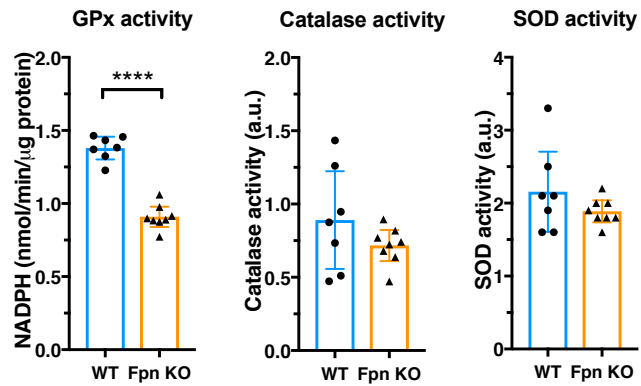 GPx activity
NADPH (nmol/min/µg protein)
2.0
1.5
1.0
0.5
0.0
****
WT Fpn KO
Catalase activity
Catalase activity (a.u.)
2.0
1.5
1.0
0.5
0.0
WT Fpn KO
SOD activity
SOD activity (a.u.)
4
3
2
1
0
WT Fpn KO